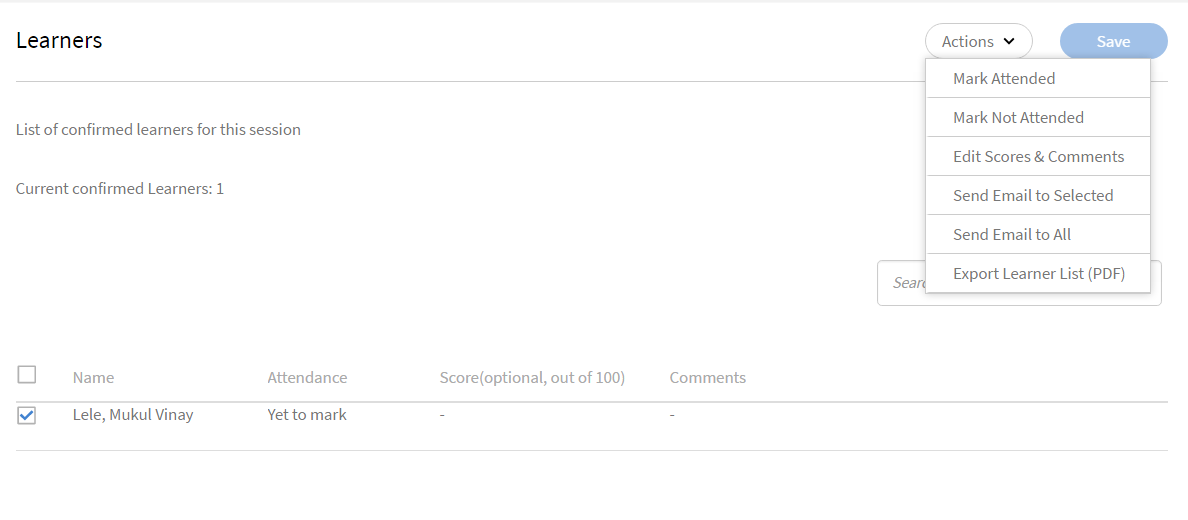 Learners
Actions
Save
Mark Attended
Mark Not Attended
Edit Scores & Comments
Send Email to Selected
Send Email to All
Export Learner List (PDF)
List of confirmed learners for this session
Current confirmed Learners: 1
Name Attendance Score(optional, out of 100) Comments
Lele, Mukul Vinay Yet to mark - -